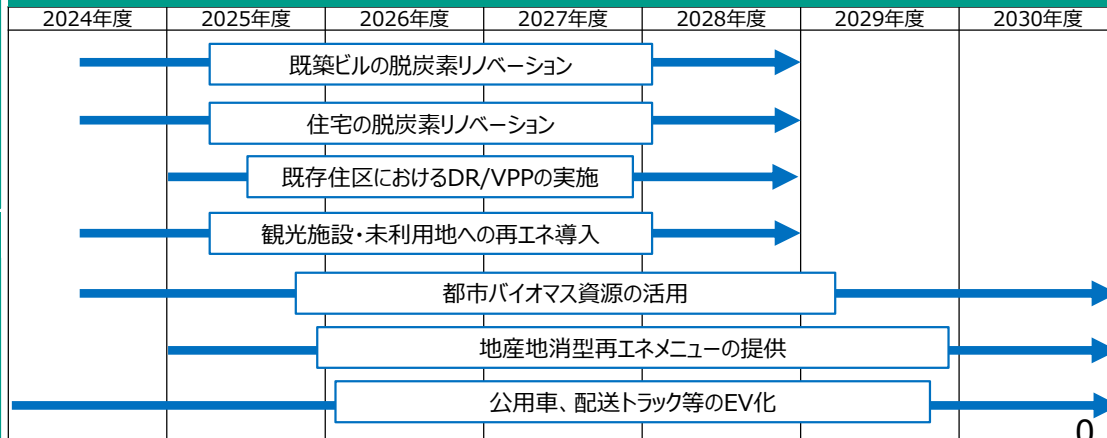 2024年度 2025年度 2026年度 2027年度 2028年度 2029年度 2030年度
既築ビルの脱炭素リノベーション
住宅の脱炭素リノベーション
既存住区におけるDR/VPPの実施
観光施設・未利用地への再エネ導入
都市バイオマス資源の活用
地産地消型再エネメニューの提供
公用車、配送トラック等のEV化
0